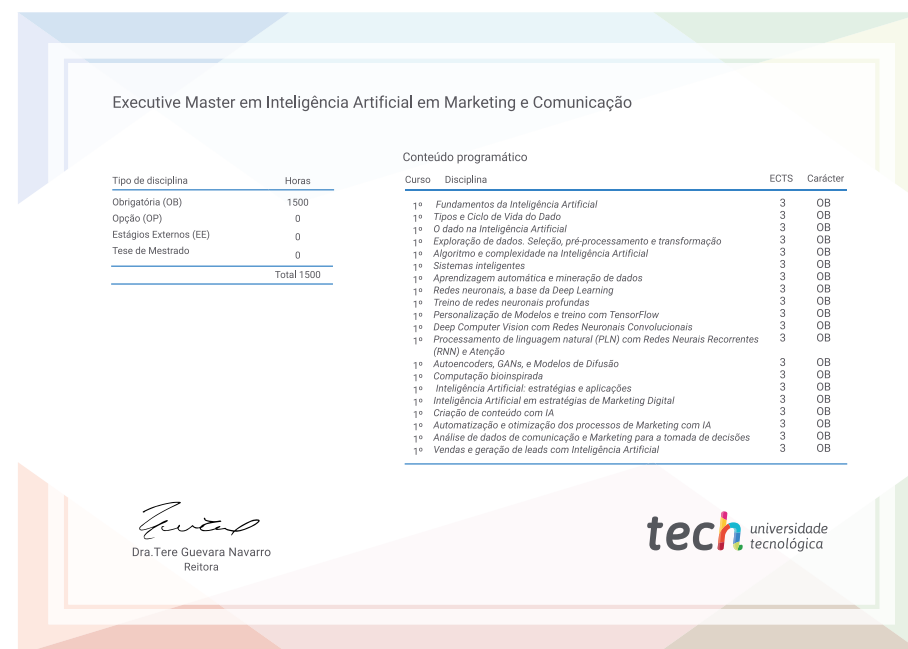 Executive Master em Inteligência Artificial em Marketing e Comunicação
Tipo de disciplina Horas
Obrigatória (OB) 1500
Opção (OP) 0
Estágios Externos (EE) 0
Tese de Mestrado 0
Total 1500
Conteúdo programático
Curso Disciplina ECTS Carácter
1º Fundamentos da Inteligência Artificial 3 OB
1º Tipos e Ciclo de Vida do Dado 3 OB
1º O dado na Inteligência Artificial 3 OB
1º Exploração de dados. Seleção, pré-processamento e transformação 3 OB
1º Algoritmo e complexidade na Inteligência Artificial 3 OB
1º Sistemas inteligentes 3 OB
1º Aprendizagem automática e mineração de dados 3 OB
1º Redes neuronais, a base da Deep Learning 3 OB
1º Treino de redes neuronais profundas 3 OB
1º Personalização de Modelos e treino com TensorFlow 3 OB
1º Deep Computer Vision com Redes Neuronais Convolucionais 3 OB
1º Processamento de linguagem natural (PLN) com Redes Neurais Recorrentes 3 OB
(RNN) e Atenção
1º Autoencoders, GANs, e Modelos de Difusão 3 OB
1º Computação bioinspirada 3 OB
1º Inteligência Artificial: estratégias e aplicações 3 OB
1º Inteligência Artificial em estratégias de Marketing Digital 3 OB
1º Criação de conteúdo com IA 3 OB
1º Automatização e otimização dos processos de Marketing com IA 3 OB
1º Análise de dados de comunicação e Marketing para a tomada de decisões 3 OB
1º Vendas e geração de leads com Inteligência Artificial 3 OB
Dra.Tere Guevara Navarro
Reitora
tech universidade
tecnológica